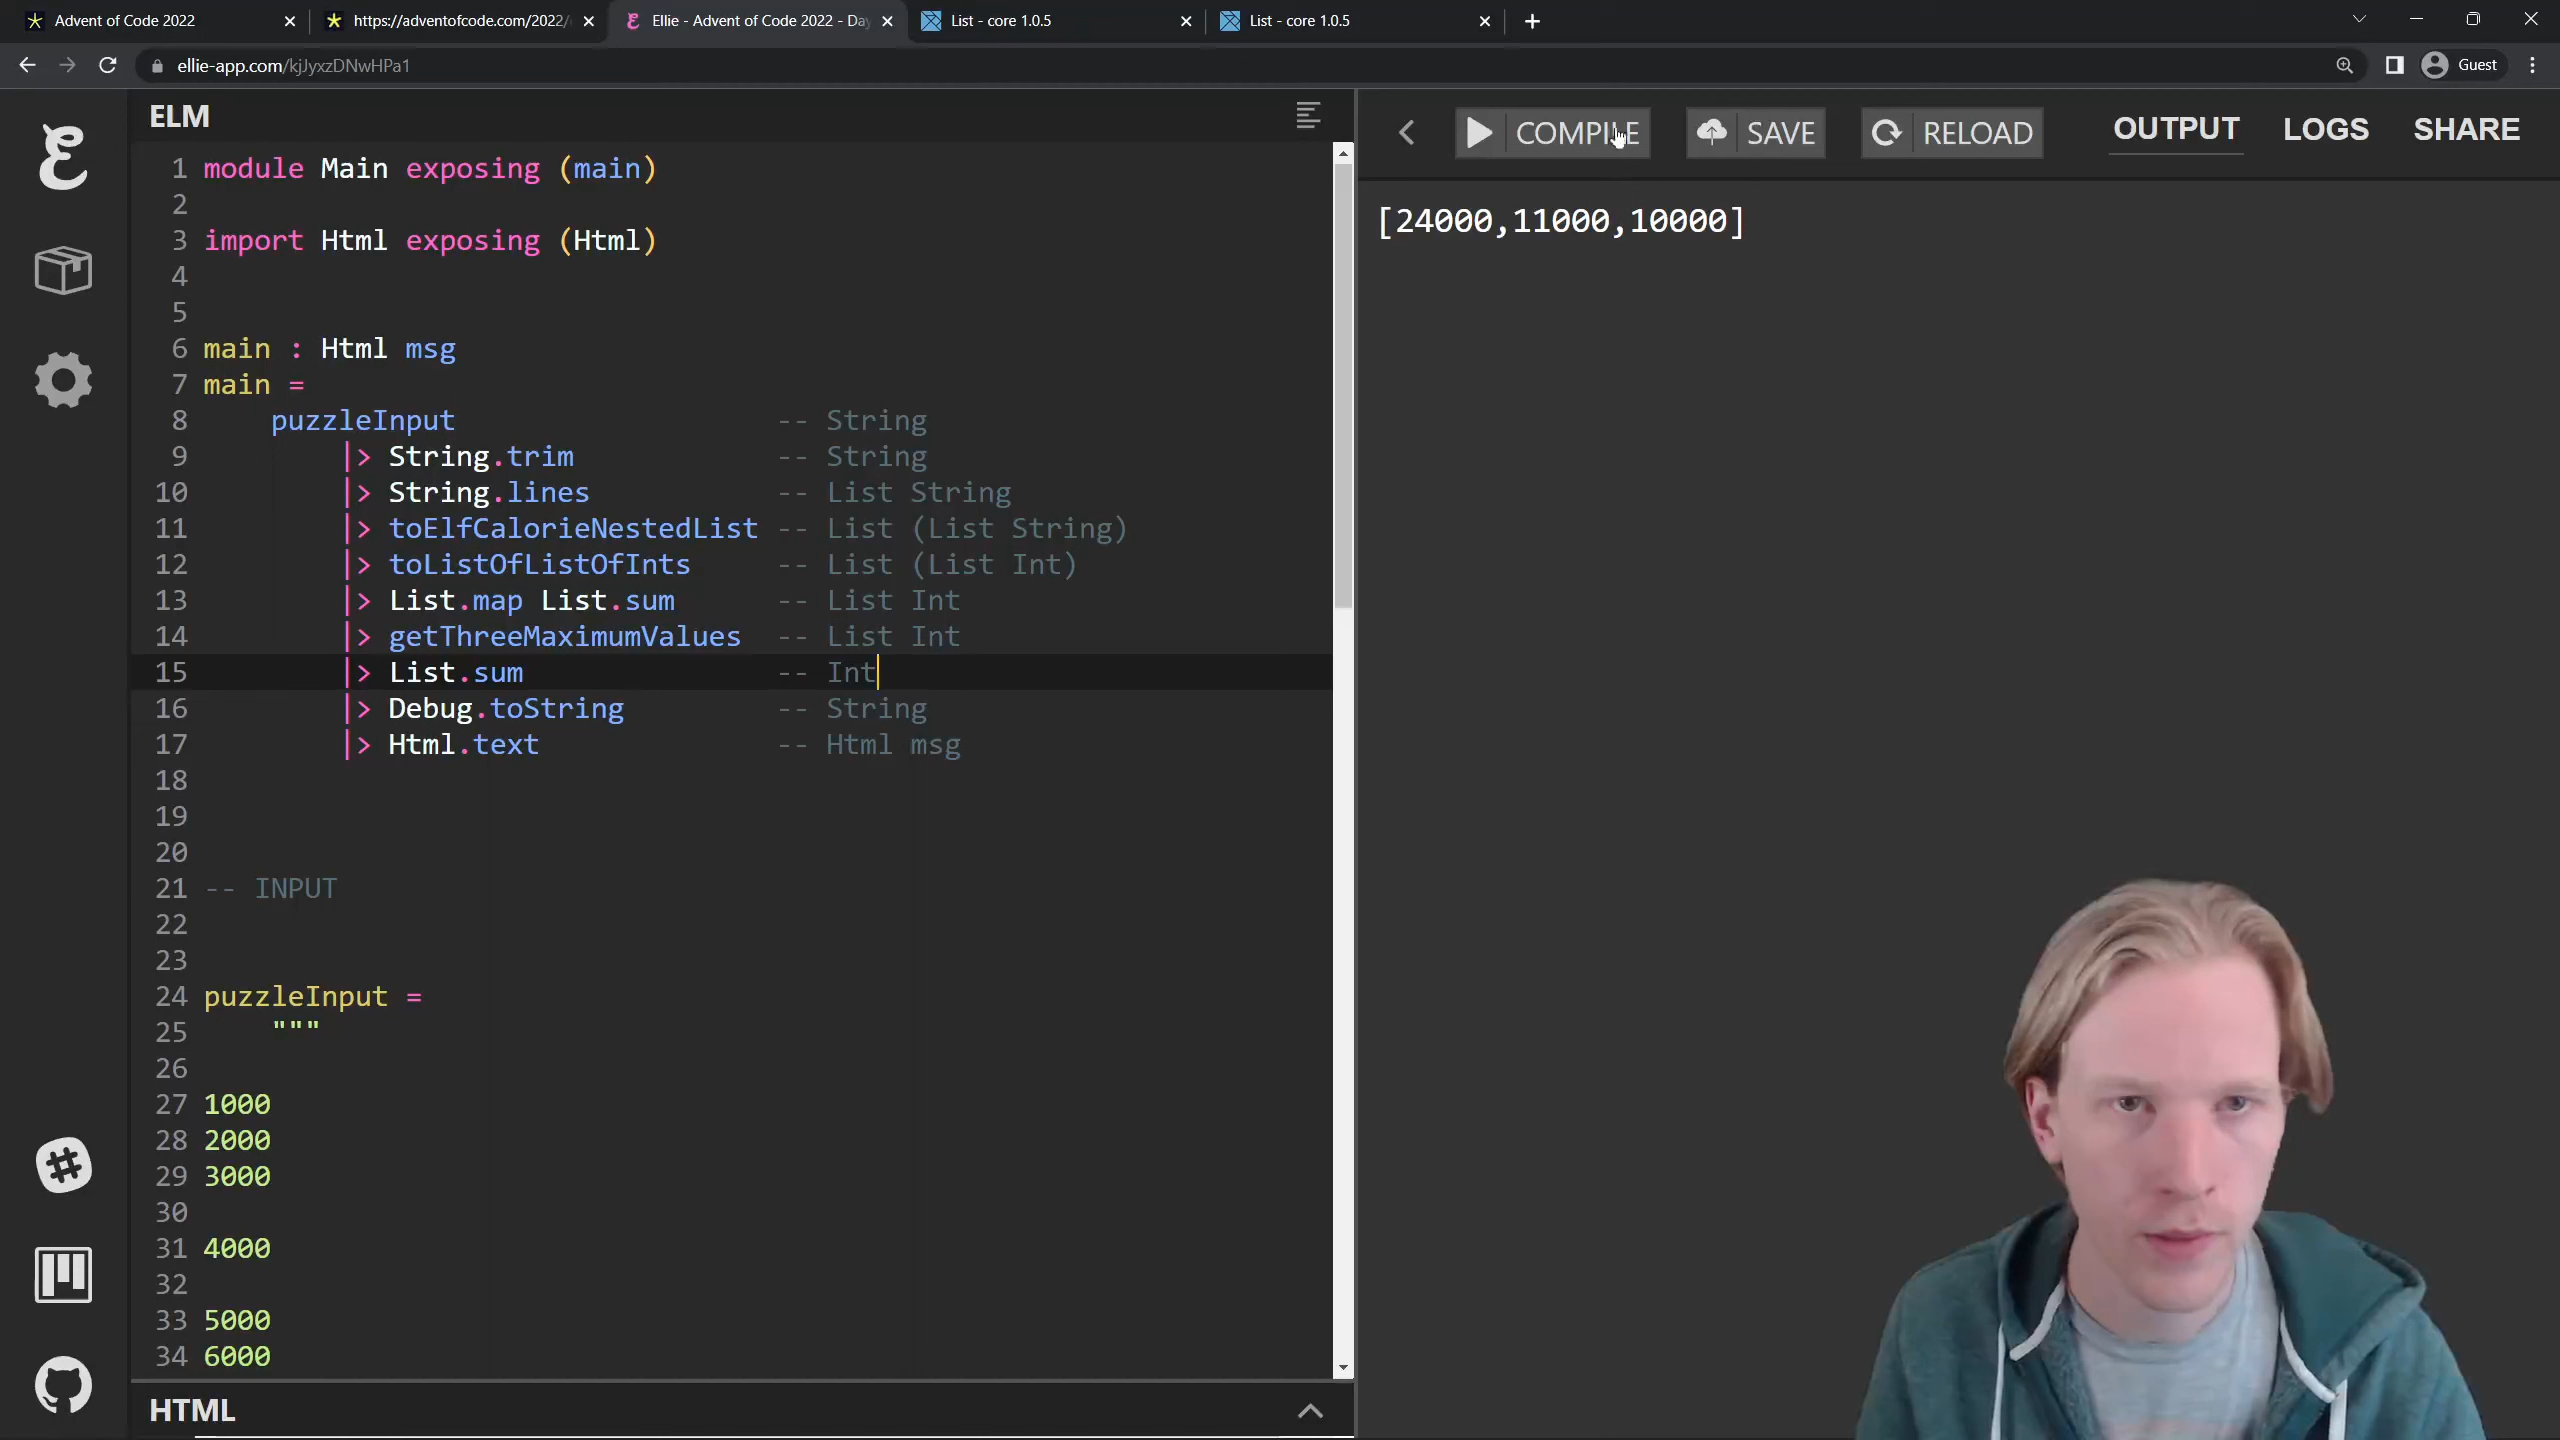 Advent of Code 2022
https://adventofcode.com/2022/
Ellie - Advent of Code 2022 - Da
List - core 1.0.5
List - core 1.0.5
ellie-app.com/kjJyxzDNwHPa1
Guest
ELM
COMPILE
SAVE
RELOAD
OUTPUT
LOGS
SHARE
[24000,11000,10000]
1 module Main exposing (main)
2
3 import Html exposing (Html)
4
5
6 main : Html msg
7 main =
8 puzzleInput -- String
9 |> String.trim -- String
10 |> String.lines -- List String
11 |> toElfCalorieNestedList -- List (List String)
12 |> toListOfListOfInts -- List (List Int)
13 |> List.map List.sum -- List Int
14 |> getThreeMaximumValues -- List Int
15 |> List.sum -- Int
16 |> Debug.toString -- String
17 |> Html.text -- Html msg
18
19
20
21 -- INPUT
22
23
24 puzzleInput =
25 """
26
27 1000
28 2000
29 3000
30
31 4000
32
33 5000
34 6000
HTML